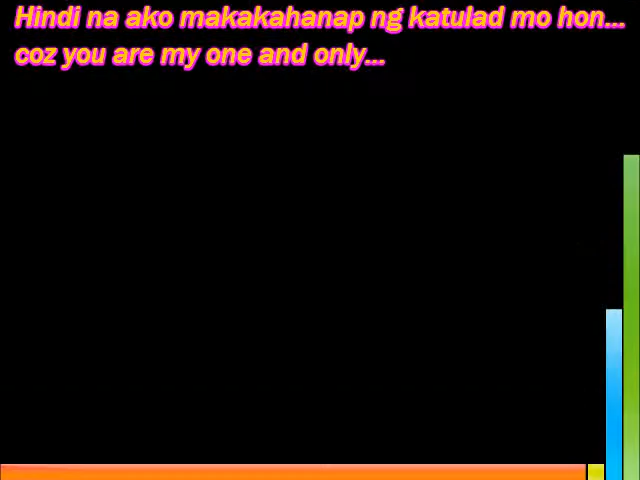 Hindi na ako makakahanap ng katulad mo hon...
coz you are my one and only...